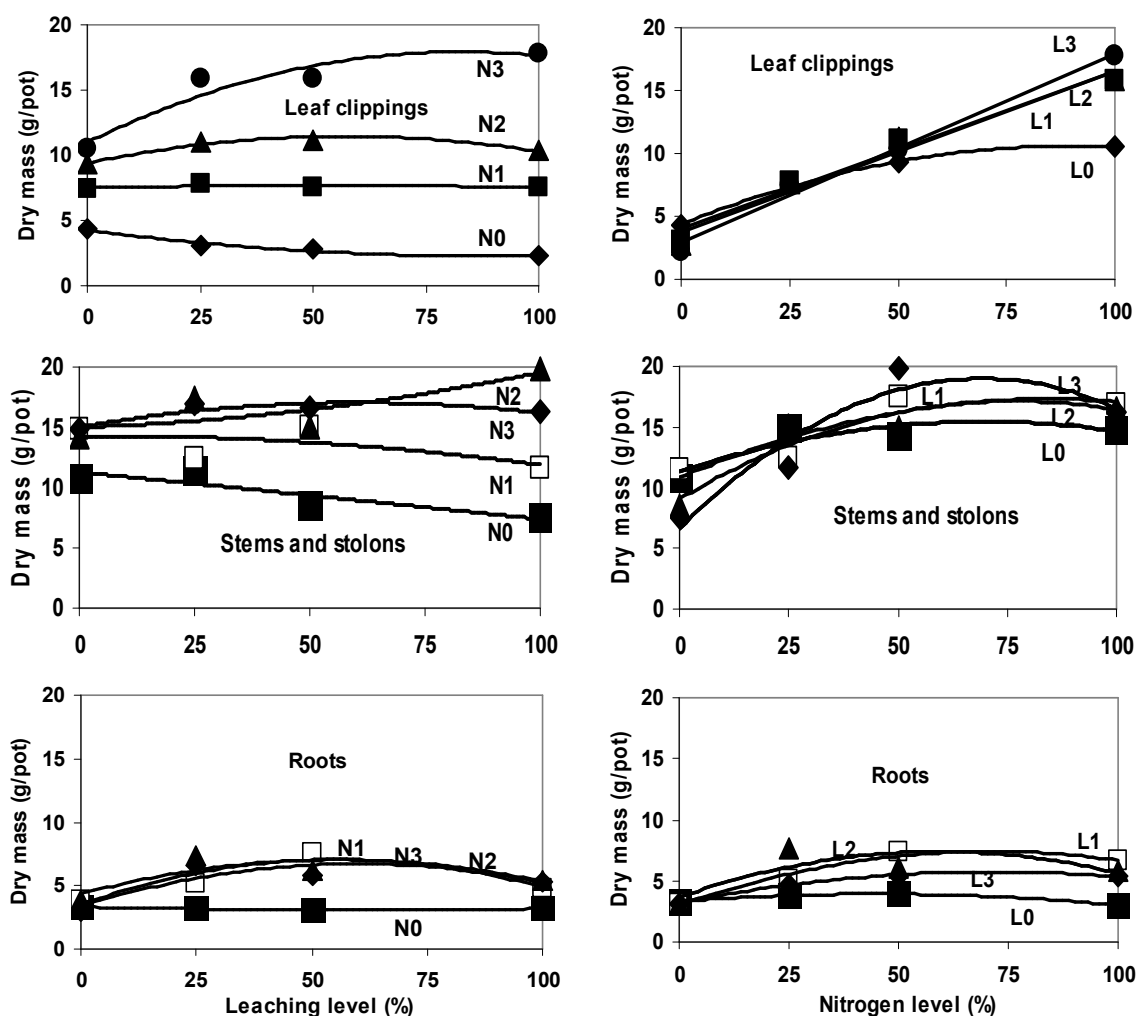 Dry mass (g/pot)
20
15
10
5
0
0 25 50 75 100
N3
Leaf clippings
N2
N1
N0
Dry mass (g/pot)
20
15
10
5
0
0 25 50 75 100
Leaf clippings
L3
L2
L1
L0
Dry mass (g/pot)
20
15
10
5
0
0 25 50 75 100
N2
N3
N1
N0
Stems and stolons
Dry mass (g/pot)
20
15
10
5
0
0 25 50 75 100
L1
L3
L2
L0
Stems and stolons
Dry mass (g/pot)
20
15
10
5
0
0 25 50 75 100
Roots
N1
N3
N2
N0
Leaching level (%)
Dry mass (g/pot)
20
15
10
5
0
0 25 50 75 100
Roots
L2
L1
L3
L0
Nitrogen level (%)